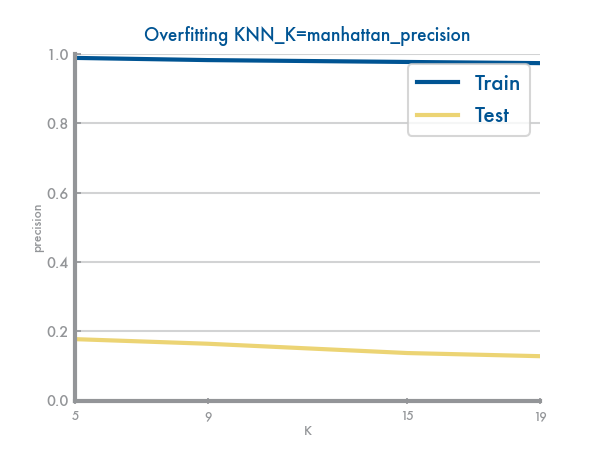 Overfitting KNN_K=manhattan_precision
1.0
Train
Test
0.8
0.6
precision
0.4
0.2
0.0
5
9
15
19
K